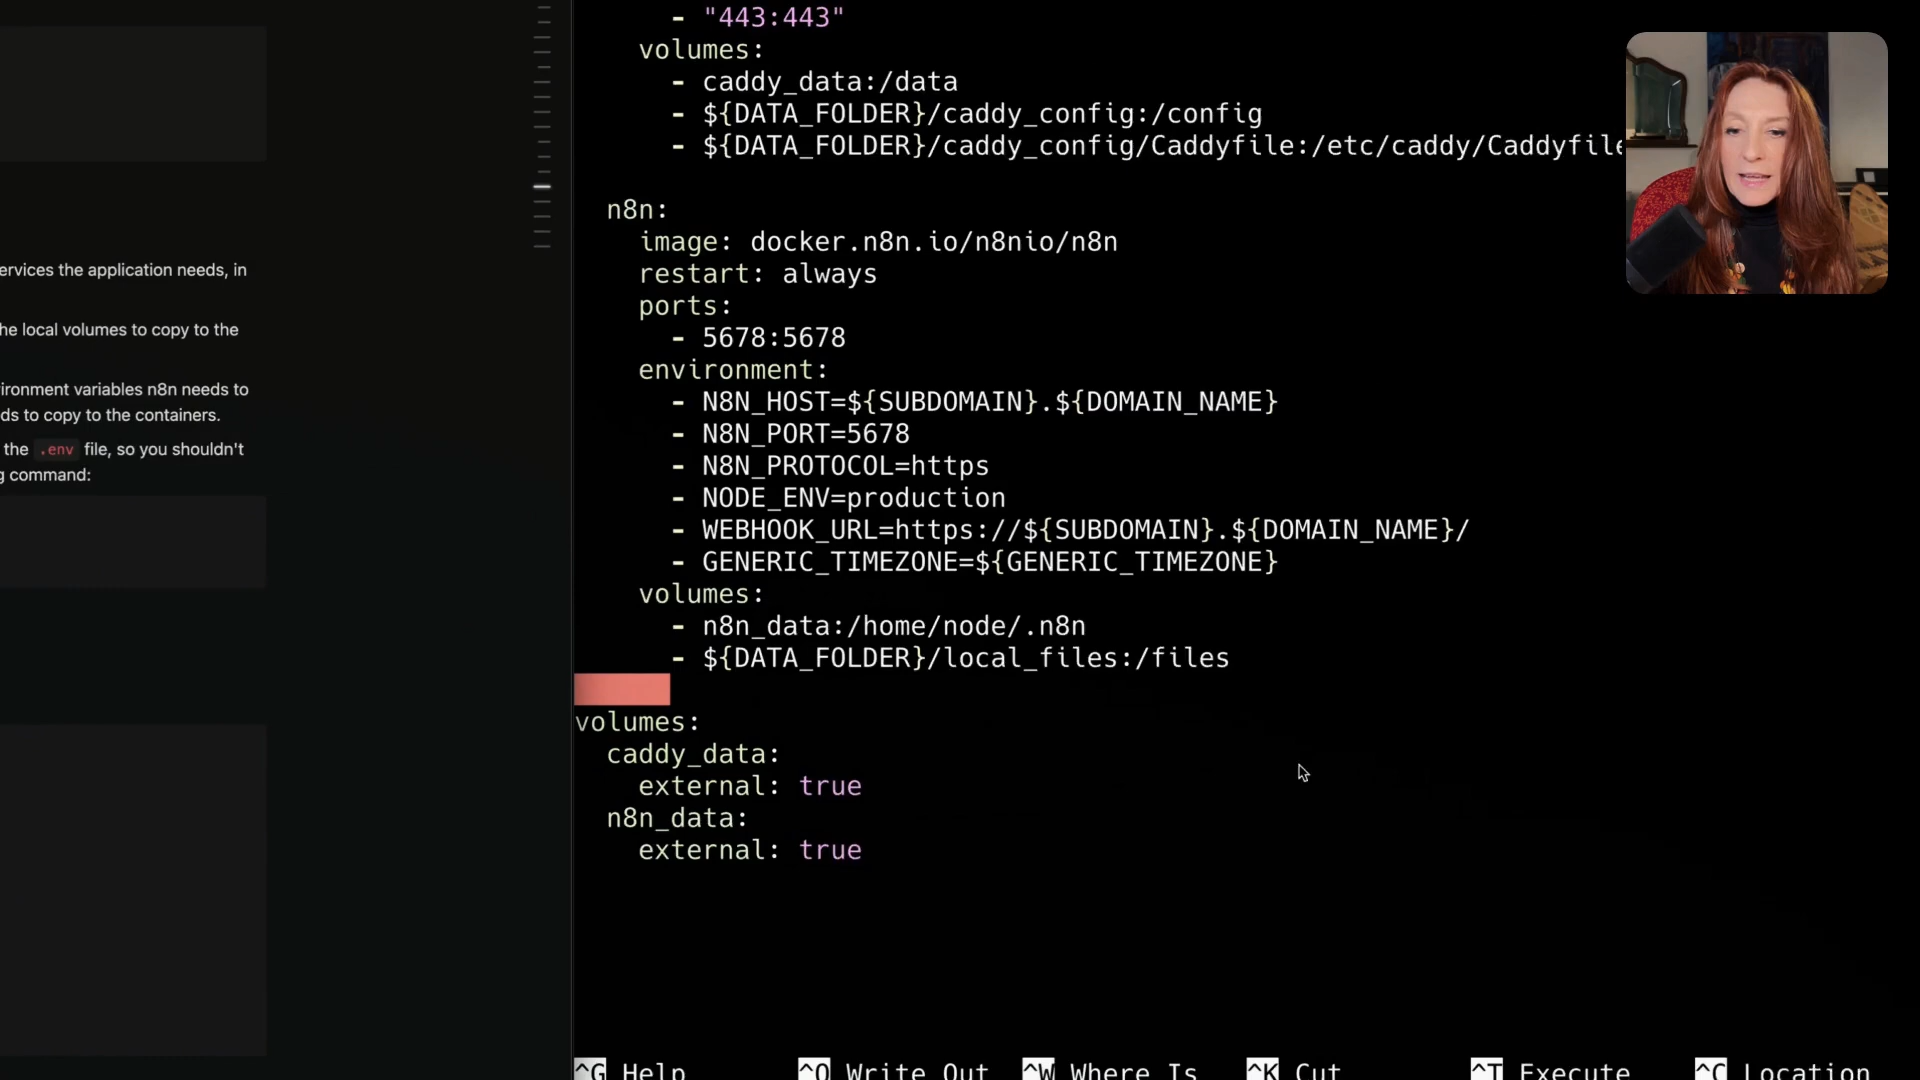 ervices the application needs, in
he local volumes to copy to the
ironment variables n8n needs to
ds to copy to the containers.
the .env file, so you shouldn't
g command:
- "443:443"
volumes:
- caddy_data:/data
- ${DATA_FOLDER}/caddy_config:/config
- ${DATA_FOLDER}/caddy_config/Caddyfile:/etc/caddy/Caddyfile
n8n:
image: docker.n8n.io/n8nio/n8n
restart: always
ports:
- 5678:5678
environment:
- N8N_HOST=${SUBDOMAIN}.${DOMAIN_NAME}
- N8N_PORT=5678
- N8N_PROTOCOL=https
- NODE_ENV=production
- WEBHOOK_URL=https://${SUBDOMAIN}.${DOMAIN_NAME}/
- GENERIC_TIMEZONE=${GENERIC_TIMEZONE}
volumes:
- n8n_data:/home/node/.n8n
- ${DATA_FOLDER}/local_files:/files
volumes:
caddy_data:
external: true
n8n_data:
external: true
^G Help ^O Write Out ^W Where Is ^K Cut ^T Execute ^C Location